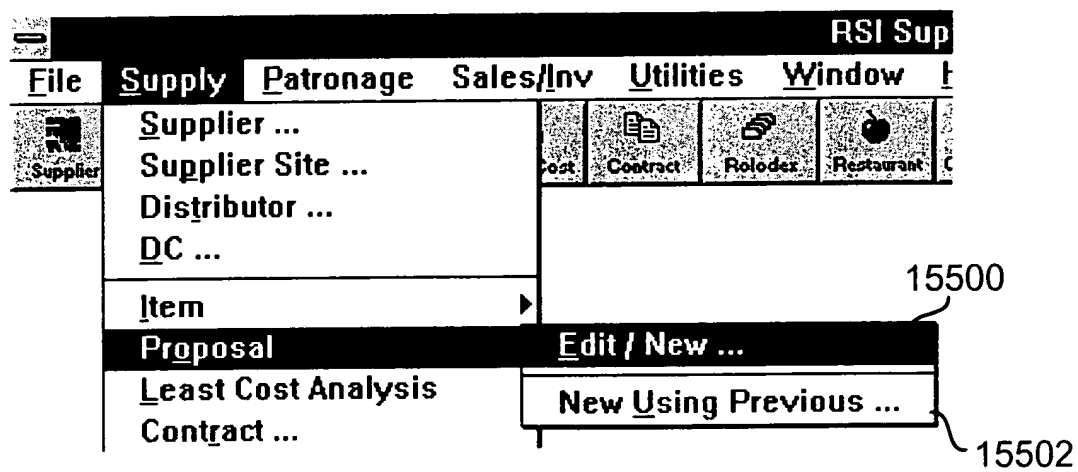 RSI Sup
File Supply Patronage Sales/Inv Utilities Window
Supplier Cost Contract Rolodex Restaurant
Supplier ...
Supplier Site ...
Distributor ...
DC ...
Item
15500
Proposal Edit / New ...
Least Cost Analysis New Using Previous ...
Contract ...
15502